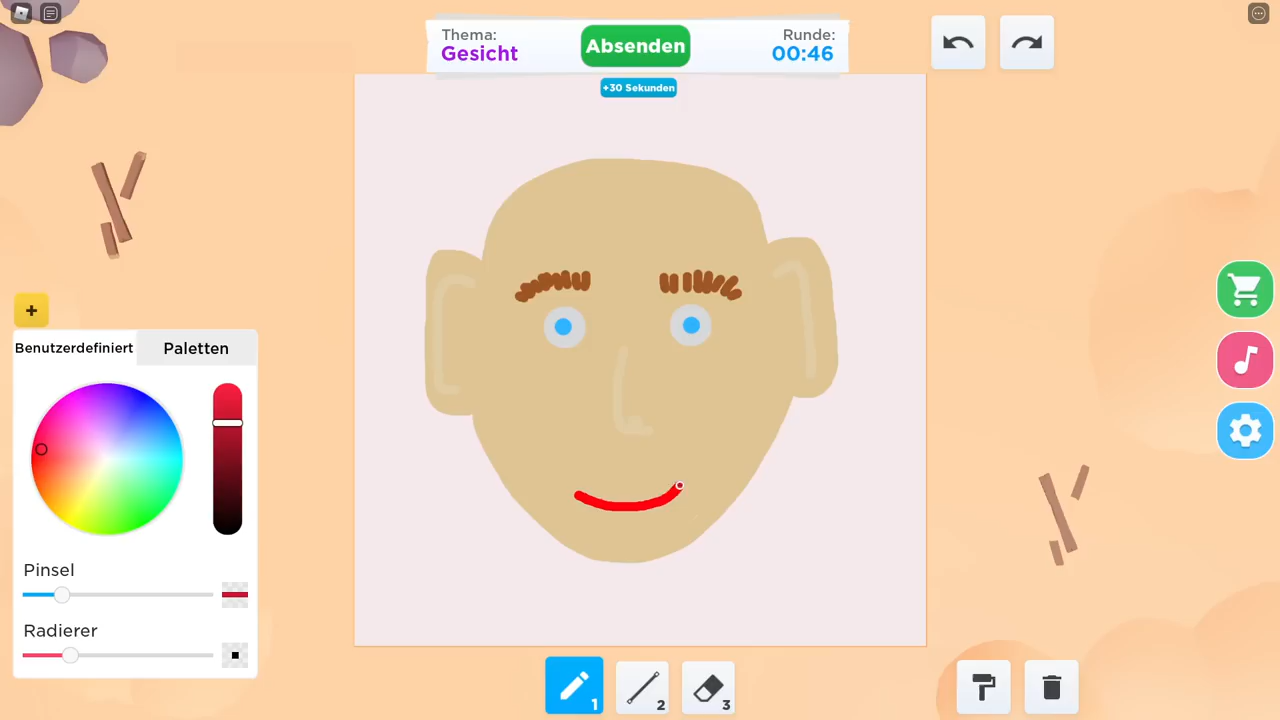 Thema:
Gesicht
Absenden
Runde:
00:46
+30 Sekunden
+
Benutzerdefiniert
Paletten
Pinsel
Radierer
1
2
3